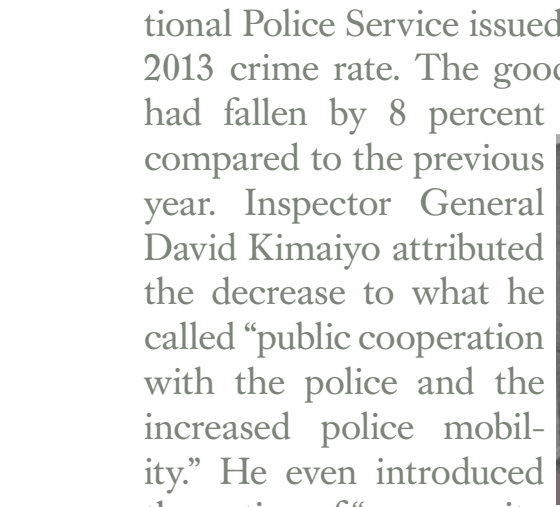 tional Police Service issued
2013 crime rate. The good
had fallen by 8 percent
compared to the previous
year. Inspector General
David Kimaiyo attributed
the decrease to what he
called “public cooperation
with the police and the
increased police mobil-
ity.” He even introduced